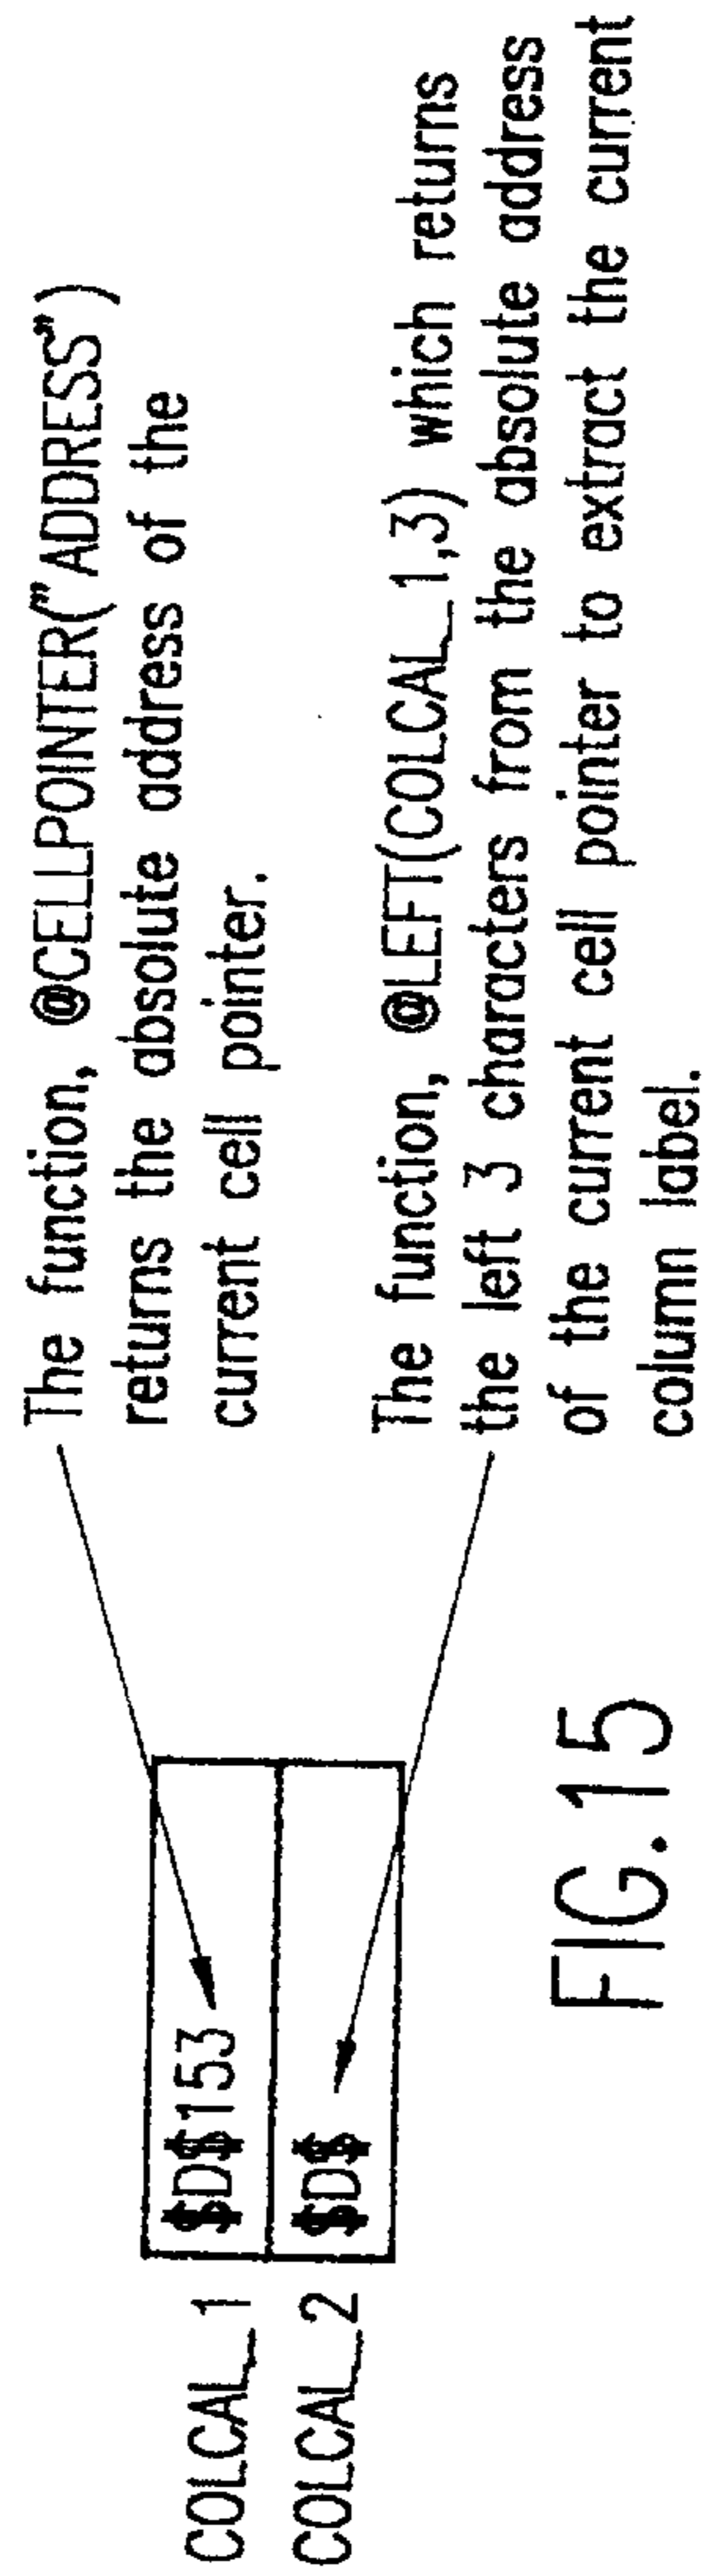 The function, @CELLPOINTER("ADDRESS")
returns the absolute address of the
current cell pointer.
COLCAL_1 $D$153
COLCAL_2 $D$
The function, @LEFT(COLCAL_1,3) which returns
the left 3 characters from the absolute address
of the current cell pointer to extract the current
column label.
FIG.15